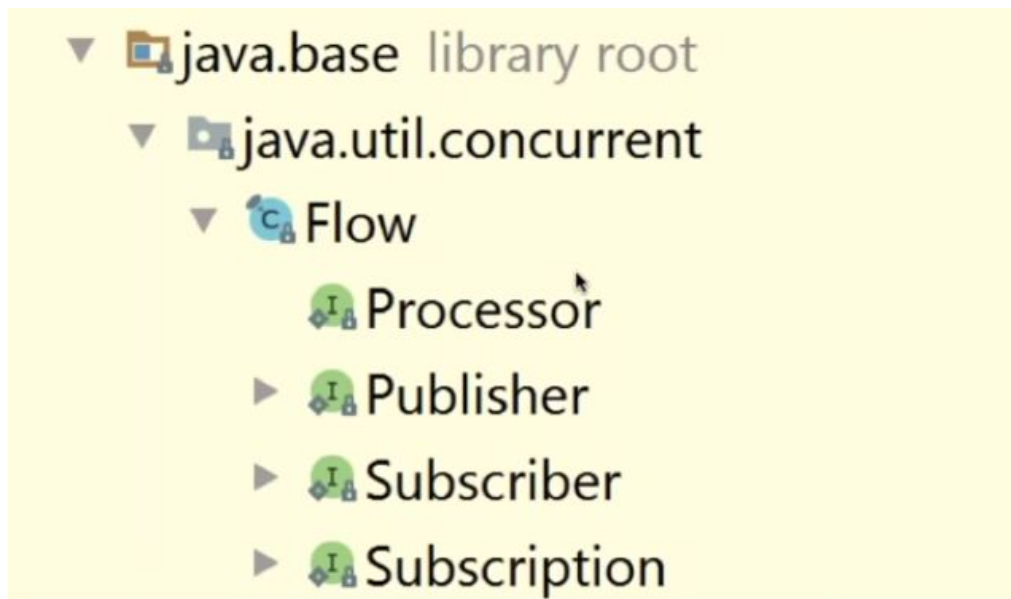 java.base library root
java.util.concurrent
C Flow
I Processor
I Publisher
I Subscriber
I Subscription